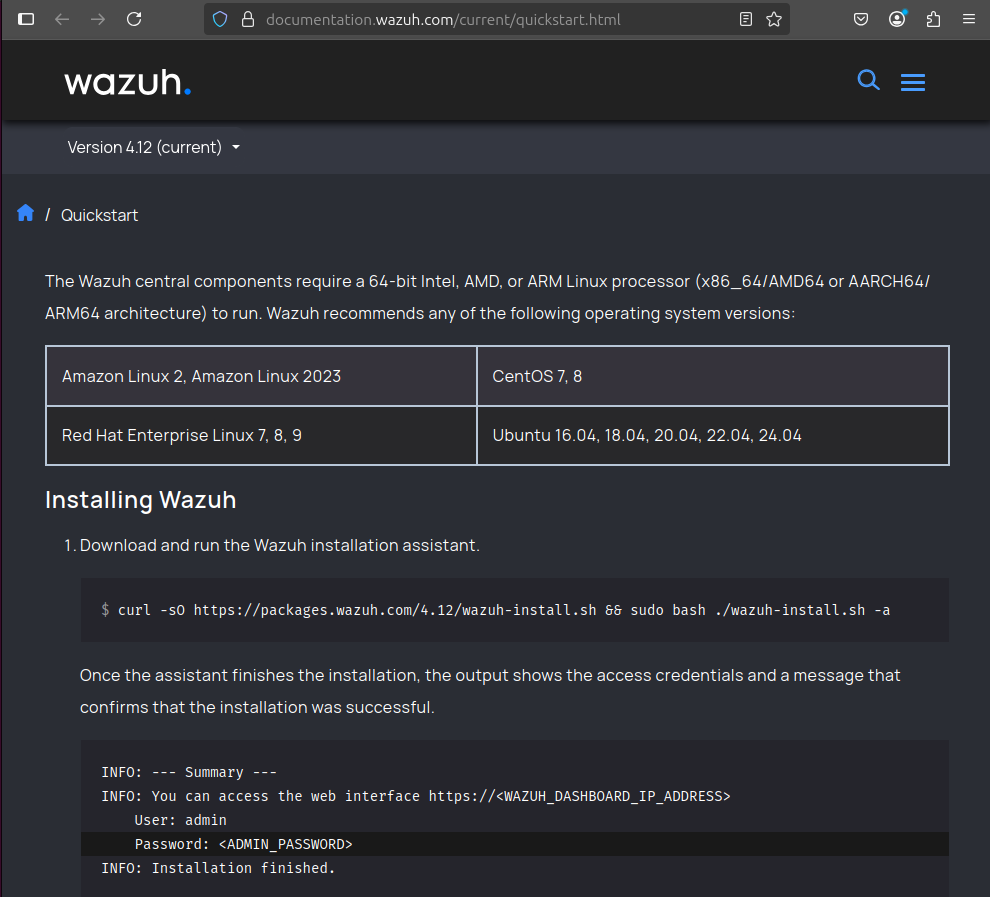 documentation.wazuh.com/current/quickstart.html
wazuh.
Version 4.12 (current)
/ Quickstart
The Wazuh central components require a 64-bit Intel, AMD, or ARM Linux processor (x86_64/AMD64 or AARCH64/
ARM64 architecture) to run. Wazuh recommends any of the following operating system versions:
Amazon Linux 2, Amazon Linux 2023
CentOS 7, 8
Red Hat Enterprise Linux 7, 8, 9
Ubuntu 16.04, 18.04, 20.04, 22.04, 24.04
Installing Wazuh
1. Download and run the Wazuh installation assistant.
$ curl -sO https://packages.wazuh.com/4.12/wazuh-install.sh && sudo bash ./wazuh-install.sh -a
Once the assistant finishes the installation, the output shows the access credentials and a message that
confirms that the installation was successful.
INFO: --- Summary ---
INFO: You can access the web interface https://<WAZUH_DASHBOARD_IP_ADDRESS>
User: admin
Password: <ADMIN_PASSWORD>
INFO: Installation finished.